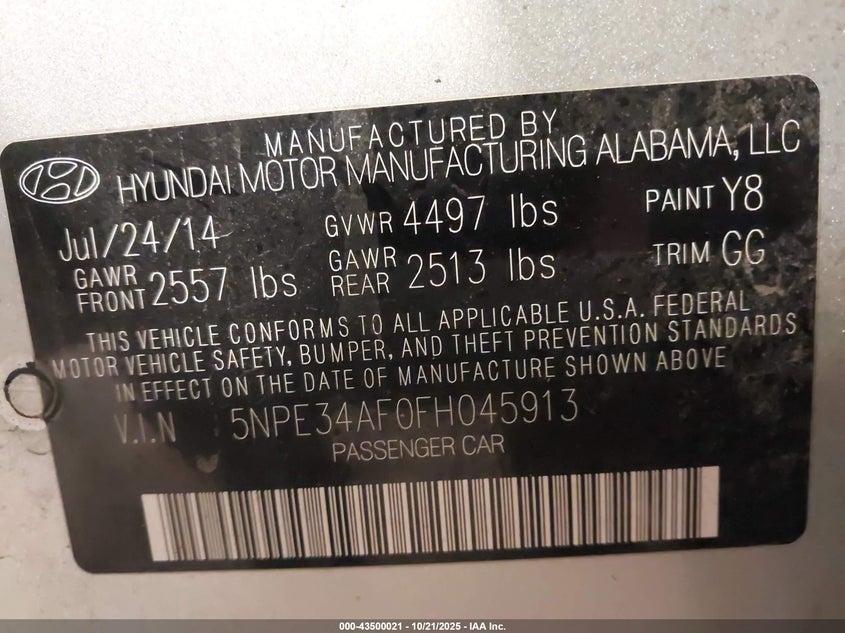 MANUFACTURED BY
HYUNDAI MOTOR MANUFACTURING ALABAMA, LLC
Jul/24/14 GVWR 4497 lbs PAINT Y8
GAWR FRONT 2557 lbs GAWR REAR 2513 lbs TRIM GG
THIS VEHICLE CONFORMS TO ALL APPLICABLE U.S.A. FEDERAL
MOTOR VEHICLE SAFETY, BUMPER, AND THEFT PREVENTION STANDARDS
IN EFFECT ON THE DATE OF MANUFACTURE SHOWN ABOVE
V.I.N 5NPE34AF0FH045913
PASSENGER CAR
000-43500021 - 10/21/2025 - IAA Inc.